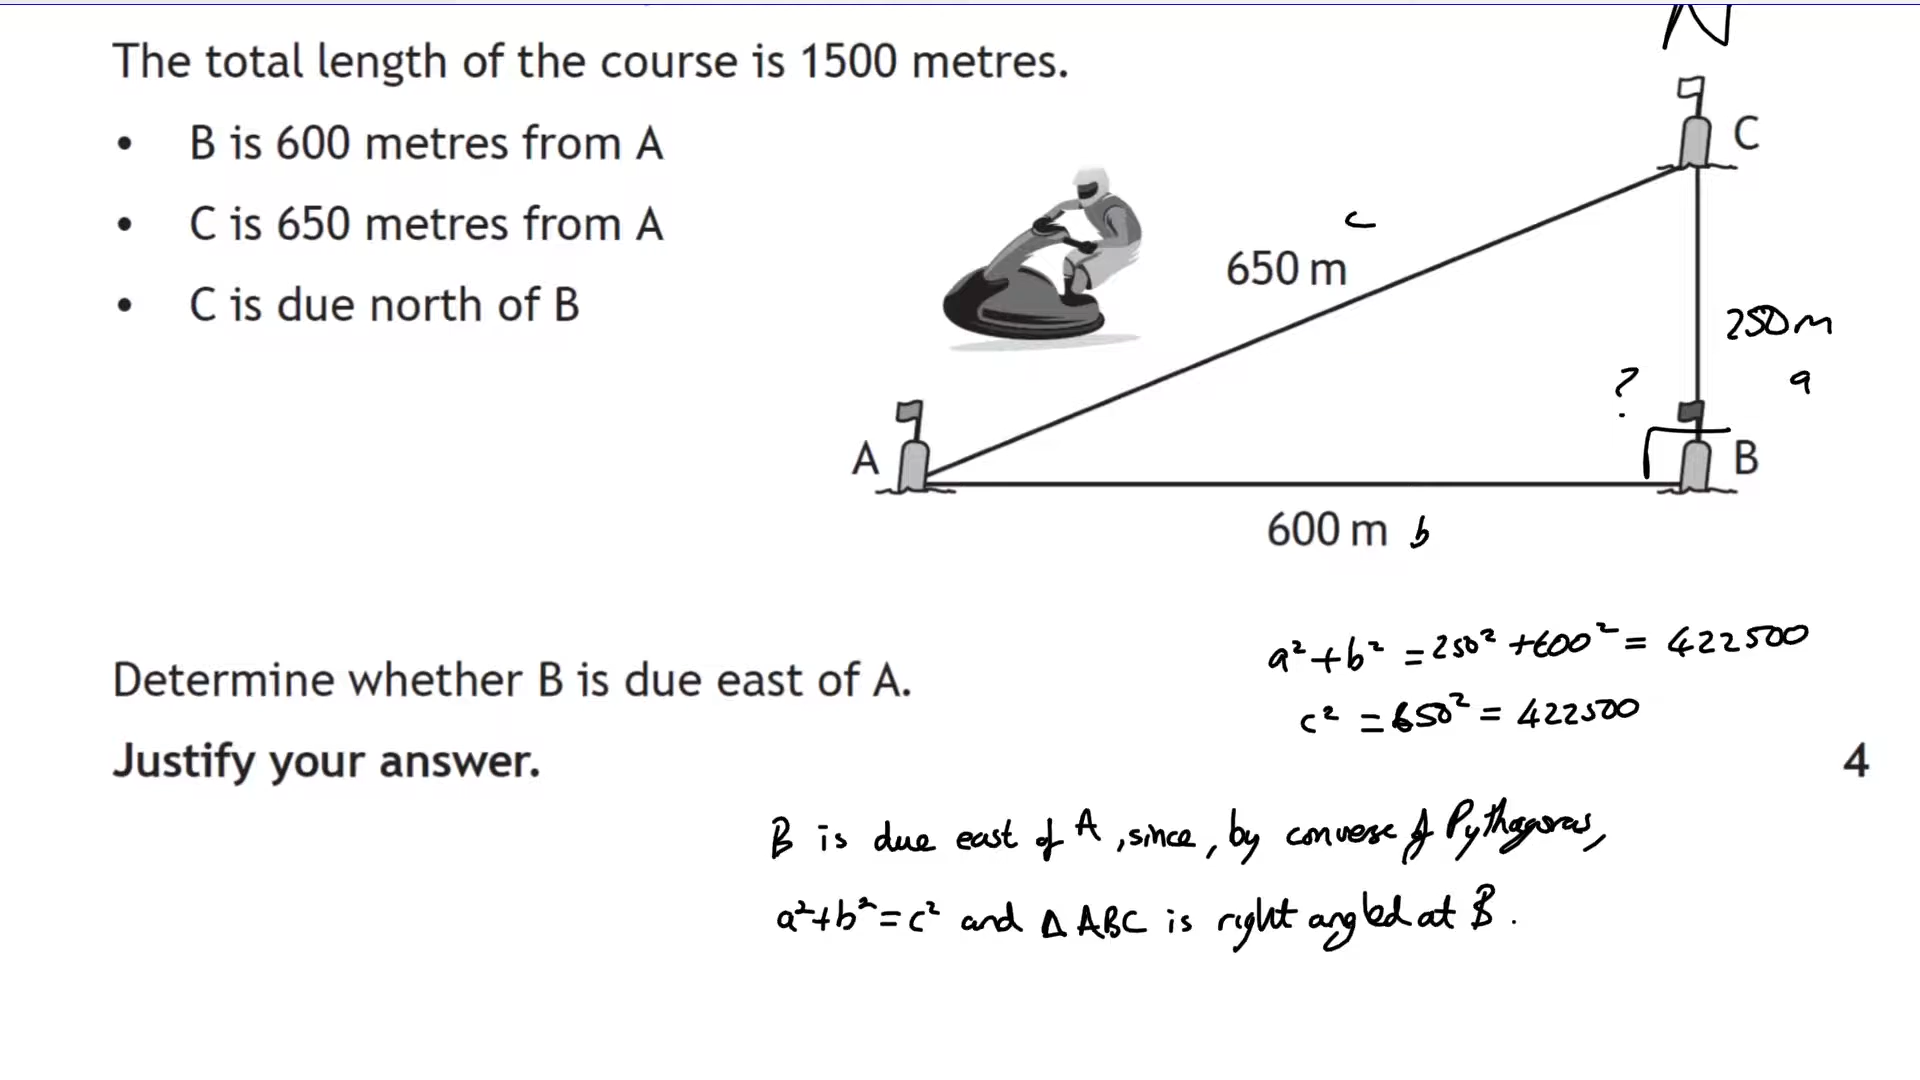 N
The total length of the course is 1500 metres.
• B is 600 metres from A
• C is 650 metres from A
• C is due north of B
C
c
650 m
250m
?
a
A
B
600 m b
a² + b² = 250² + 600² = 422500
Determine whether B is due east of A.
c² = 650² = 422500
Justify your answer.
4
B is due east of A, since, by converse of Pythagoras,
a² + b² = c² and Δ ABC is right angled at B.